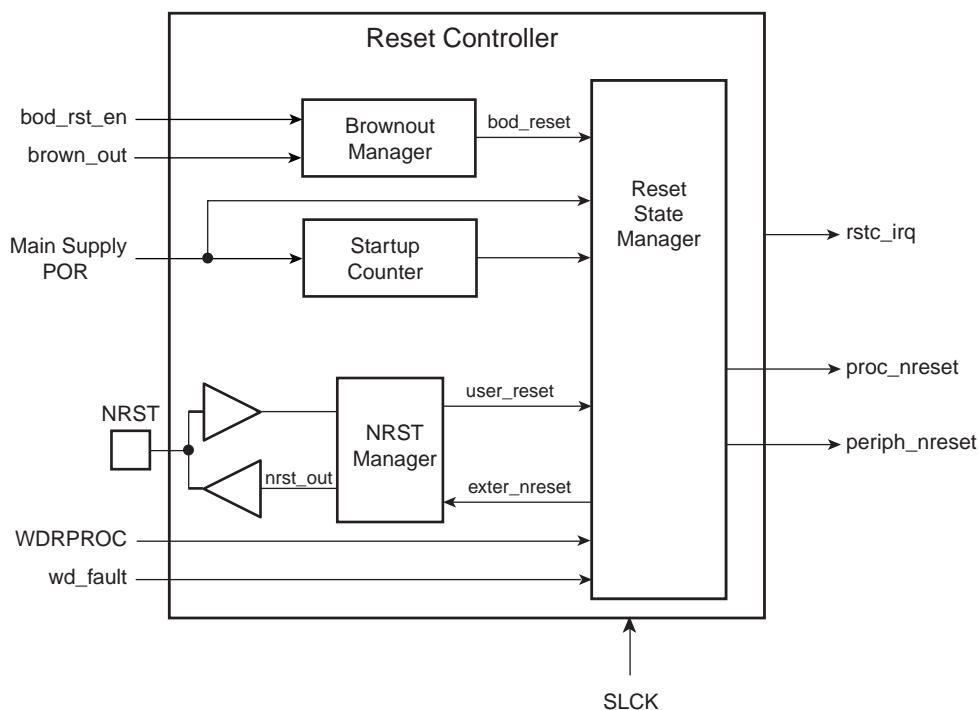 Reset Controller
bod_rst_en
brown_out
Brownout
Manager
bod_reset
Main Supply
POR
Startup
Counter
Reset
State
Manager
rstc_irq
proc_nreset
periph_nreset
NRST
NRST
Manager
user_reset
nrst_out
exter_nreset
WDRPROC
wd_fault
SLCK